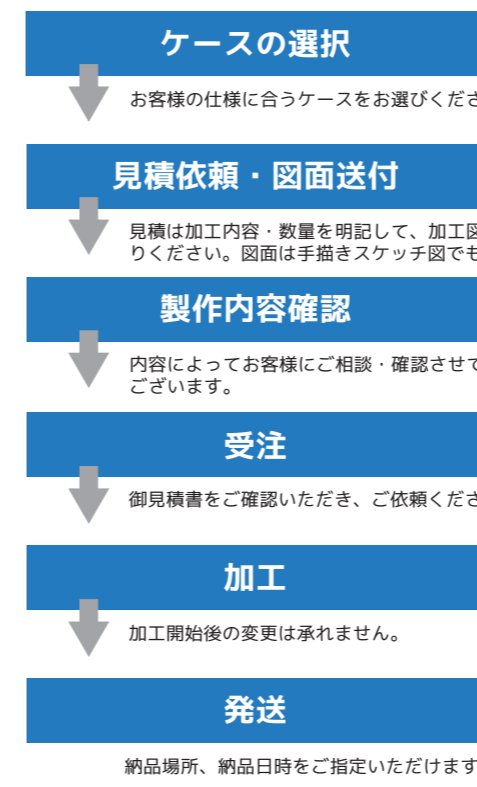 ケースの選択
お客様の仕様に合うケースをお選びくださ
見積依頼・図面送付
見積は加工内容・数量を明記して、加工図
りください。図面は手描きスケッチ図でも
製作内容確認
内容によってお客様にご相談・確認させて
ございます。
受注
御見積書をご確認いただき、ご依頼くださ
加工
加工開始後の変更は承れません。
発送
納品場所、納品日時をご指定いただけます